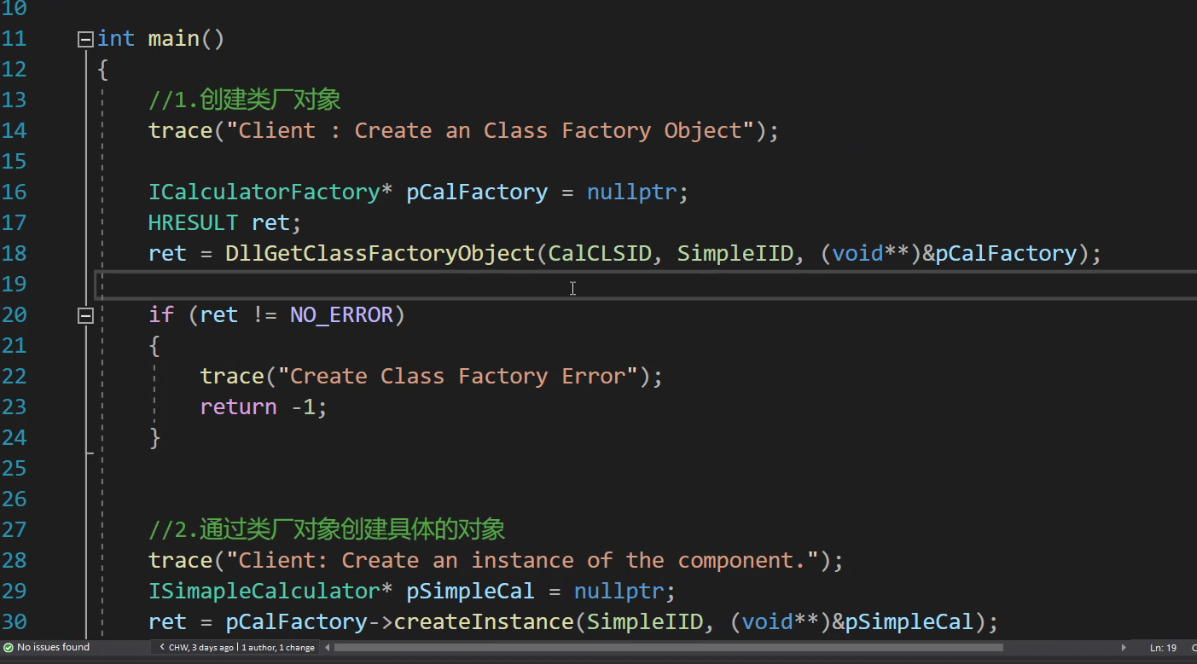 10
11 int main()
12 {
13 //1.创建类厂对象
14 trace("Client : Create an Class Factory Object");
15
16 ICalculatorFactory* pCalFactory = nullptr;
17 HRESULT ret;
18 ret = DllGetClassFactoryObject(CalCLSID, SimpleIID, (void**)&pCalFactory);
19
20 if (ret != NO_ERROR)
21 {
22 trace("Create Class Factory Error");
23 return -1;
24 }
25
26
27 //2.通过类厂对象创建具体的对象
28 trace("Client: Create an instance of the component.");
29 ISimapleCalculator* pSimpleCal = nullptr;
30 ret = pCalFactory->createInstance(SimpleIID, (void**)&pSimpleCal);
No issues found CHW, 3 days ago | 1 author, 1 change Ln: 19